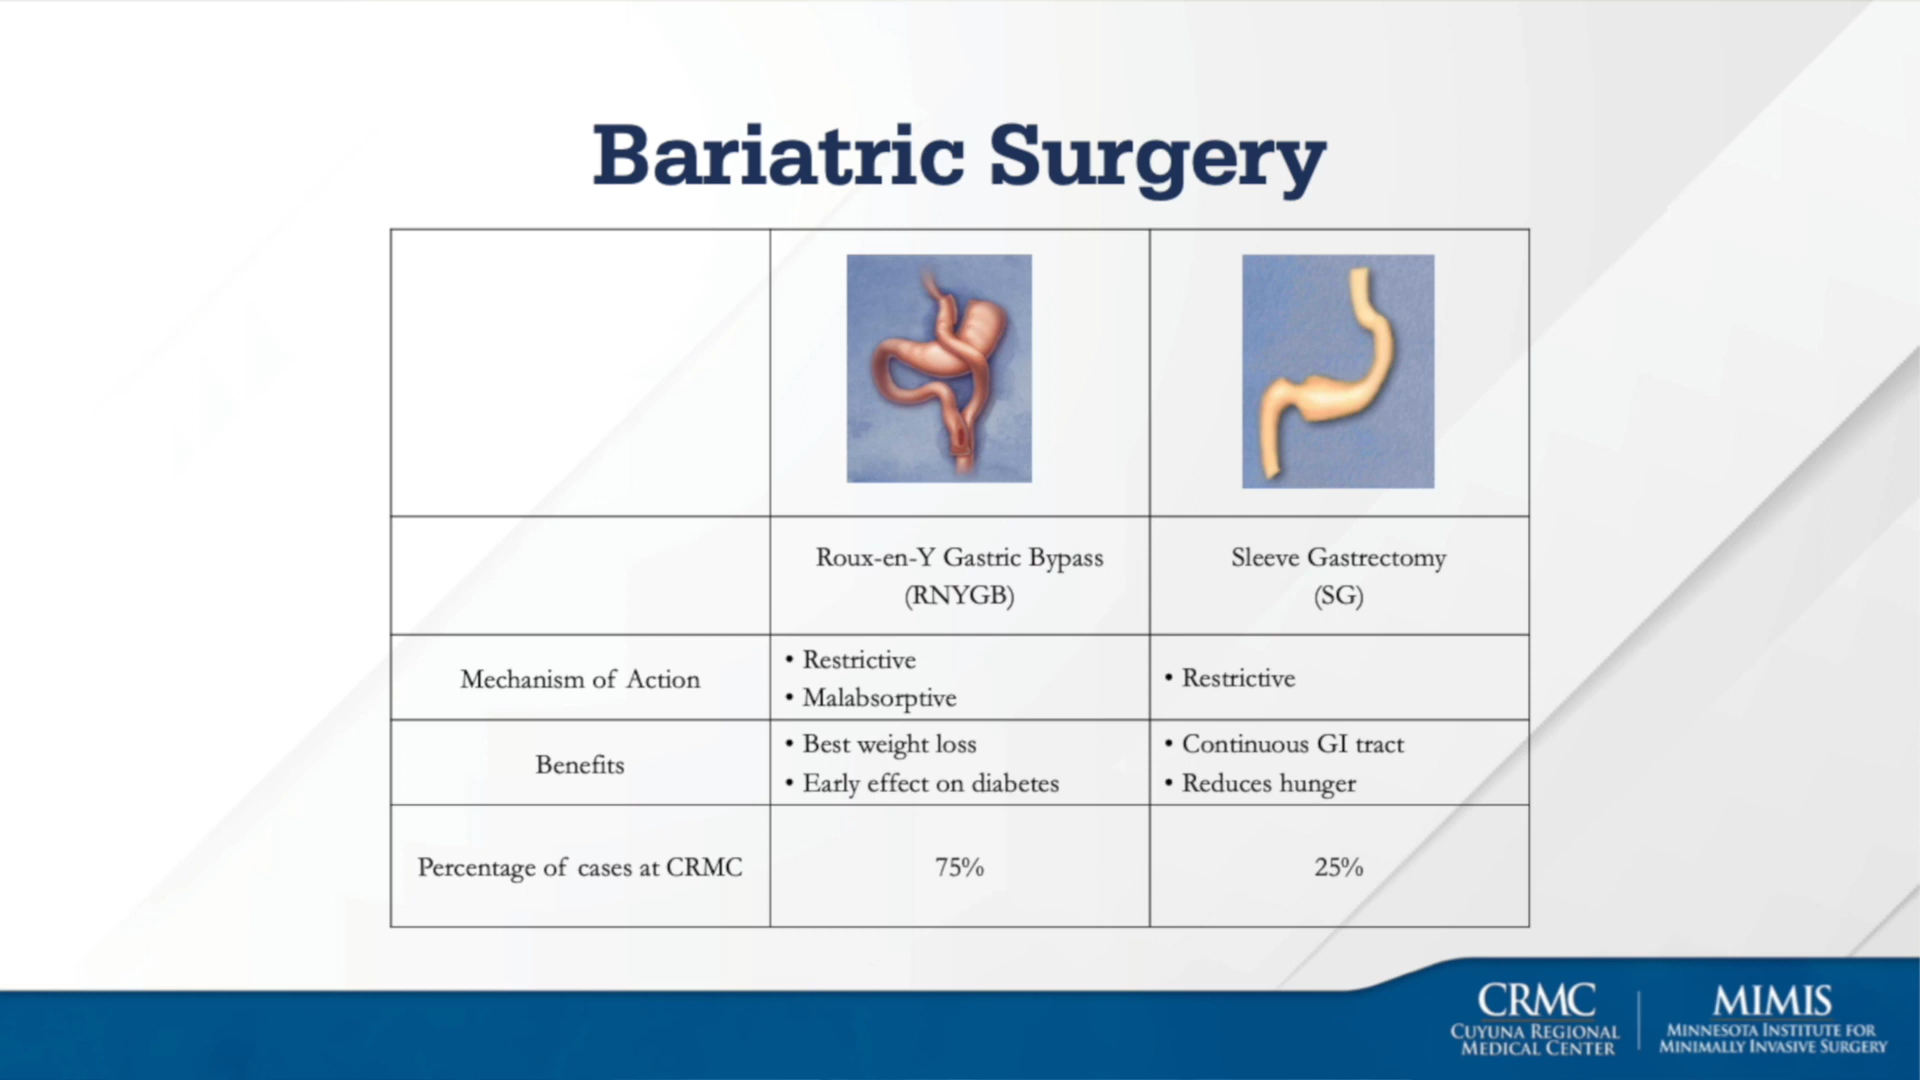 Bariatric Surgery
Roux-en-Y Gastric Bypass
(RNYGB)
Sleeve Gastrectomy
(SG)
Mechanism of Action
• Restrictive
• Malabsorptive
• Restrictive
Benefits
• Best weight loss
• Early effect on diabetes
• Continuous GI tract
• Reduces hunger
Percentage of cases at CRMC
75%
25%
CRMC
CUYUNA REGIONAL
MEDICAL CENTER
MIMIS
MINNESOTA INSTITUTE FOR
MINIMALLY INVASIVE SURGERY